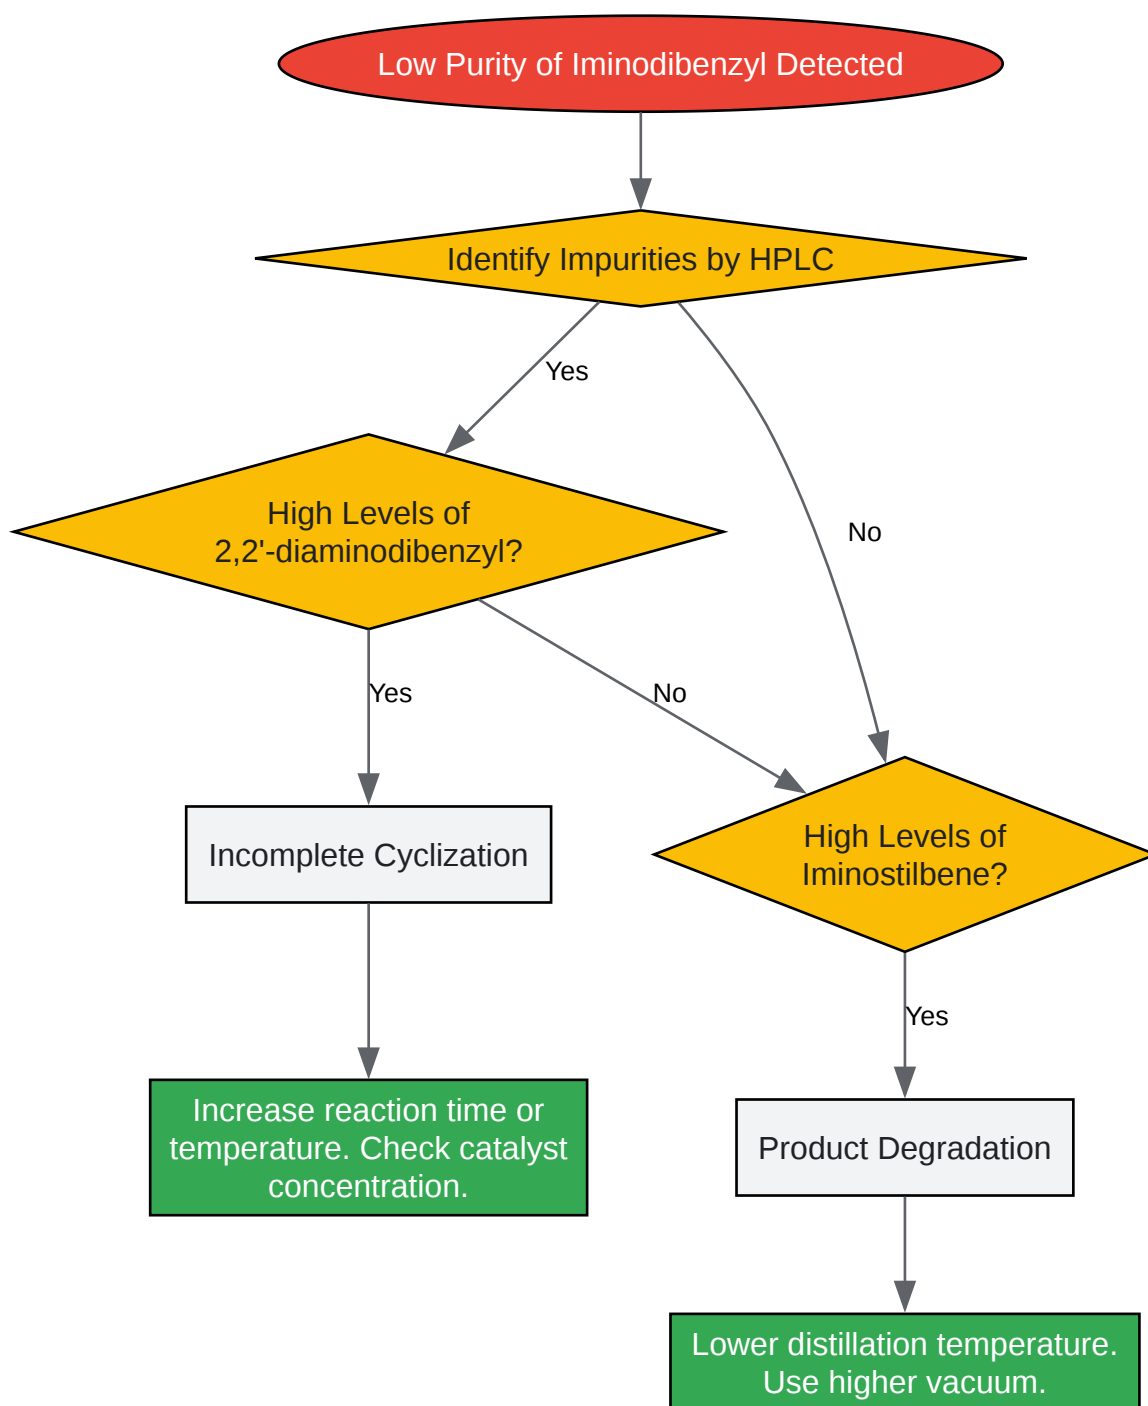 Low Purity of Iminodibenzyl Detected
Identify Impurities by HPLC
Yes
No
High Levels of
2,2'-diaminodibenzyl?
Yes
No
Incomplete Cyclization
High Levels of
Iminostilbene?
Yes
Increase reaction time or
temperature. Check catalyst
concentration.
Product Degradation
Lower distillation temperature.
Use higher vacuum.